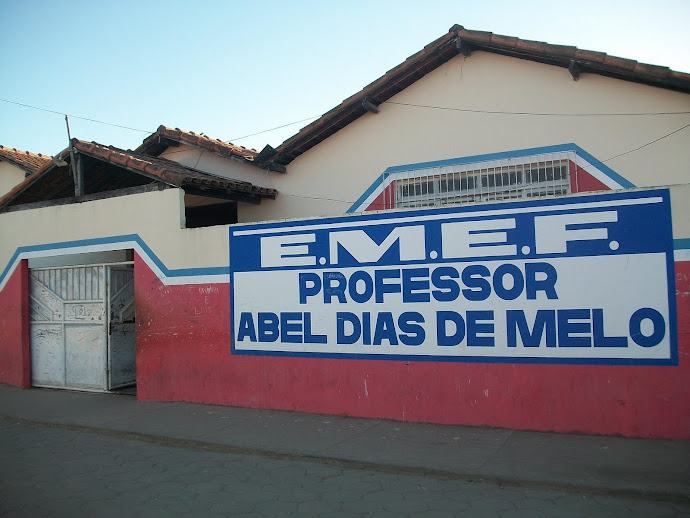 E.M.E.F.
PROFESSOR
ABEL DIAS DE MELO